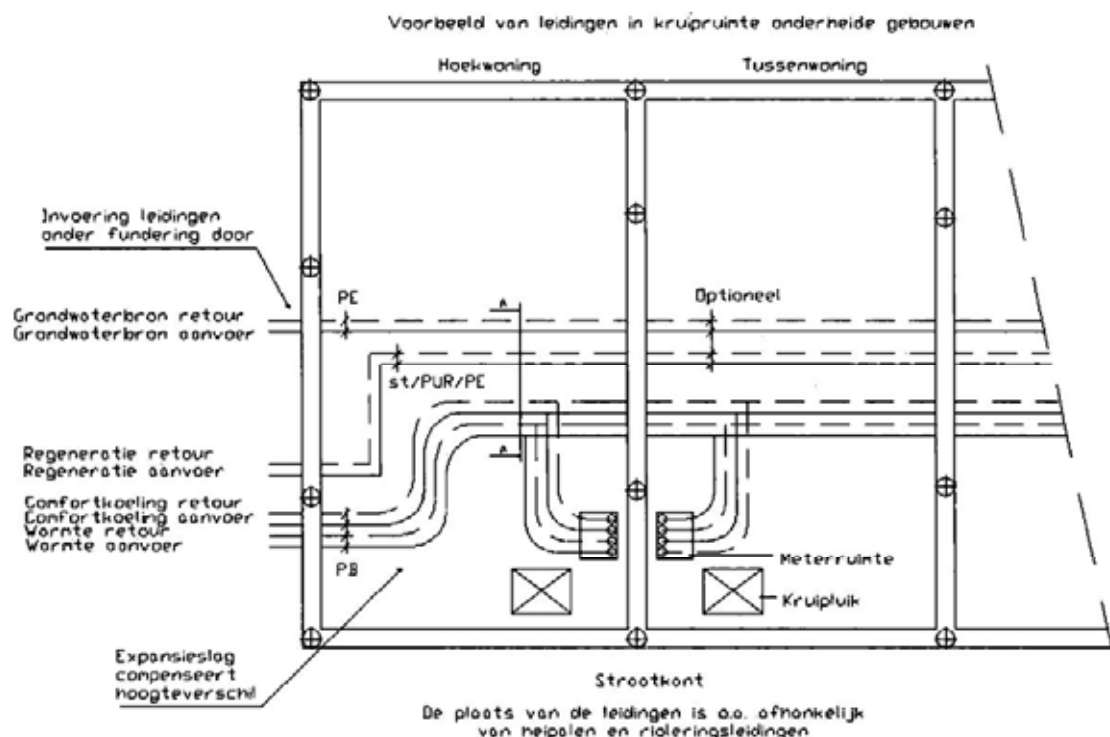 Voorbeeld van leidingen in kruipruimte onderheide gebouwen
Hoekwoning
Tussenwoning
Invoering leidingen
onder fundering door
PE
A
Optioneel
Grondwaterbron retour
Grondwaterbron aanvoer
st/PUR/PE
Regeneratie retour
Regeneratie aanvoer
A
Comfortkoeling retour
Comfortkoeling aanvoer
Warmte retour
Warmte aanvoer
PB
Meterruimte
Kruipluik
Expansieslag
compenseert
hoogteverschil
Straatkant
De plaats van de leidingen is o.a. afhankelijk
van heipalen en rioleringsleidingen